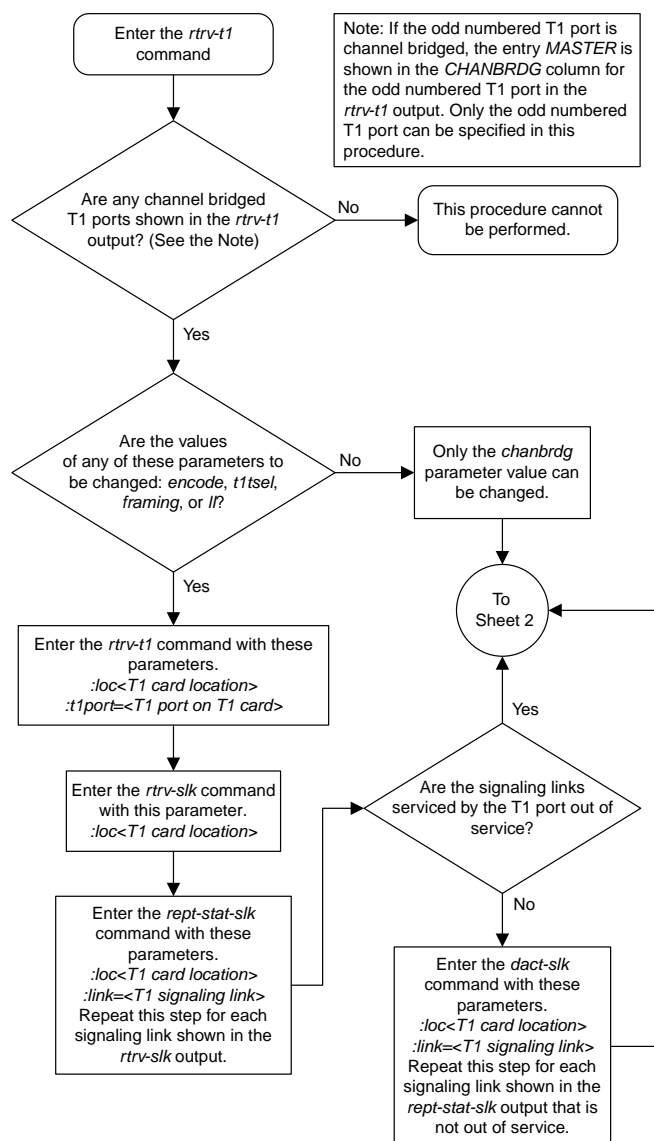 Enter the rtrv-t1
command
Note: If the odd numbered T1 port is
channel bridged, the entry MASTER is
shown in the CHANBRDG column for
the odd numbered T1 port in the
rtrv-t1 output. Only the odd numbered
T1 port can be specified in this
procedure.
Are any channel bridged
T1 ports shown in the rtrv-t1
output? (See the Note)
No
This procedure cannot
be performed.
Yes
Are the values
of any of these parameters to
be changed: encode, t1tsel,
framing, or ll?
No
Only the chanbrdg
parameter value can
be changed.
Yes
To
Sheet 2
Enter the rtrv-t1 command with these
parameters.
:loc<T1 card location>
:t1port=<T1 port on T1 card>
Enter the rtrv-slk command
with this parameter.
:loc<T1 card location>
Enter the rept-stat-slk
command with these
parameters.
:loc<T1 card location>
:link=<T1 signaling link>
Repeat this step for each
signaling link shown in the
rtrv-slk output.
Yes
Are the signaling links
serviced by the T1 port out of
service?
No
Enter the dact-slk
command with these
parameters.
:loc<T1 card location>
:link=<T1 signaling link>
Repeat this step for each
signaling link shown in the
rept-stat-slk output that is
not out of service.